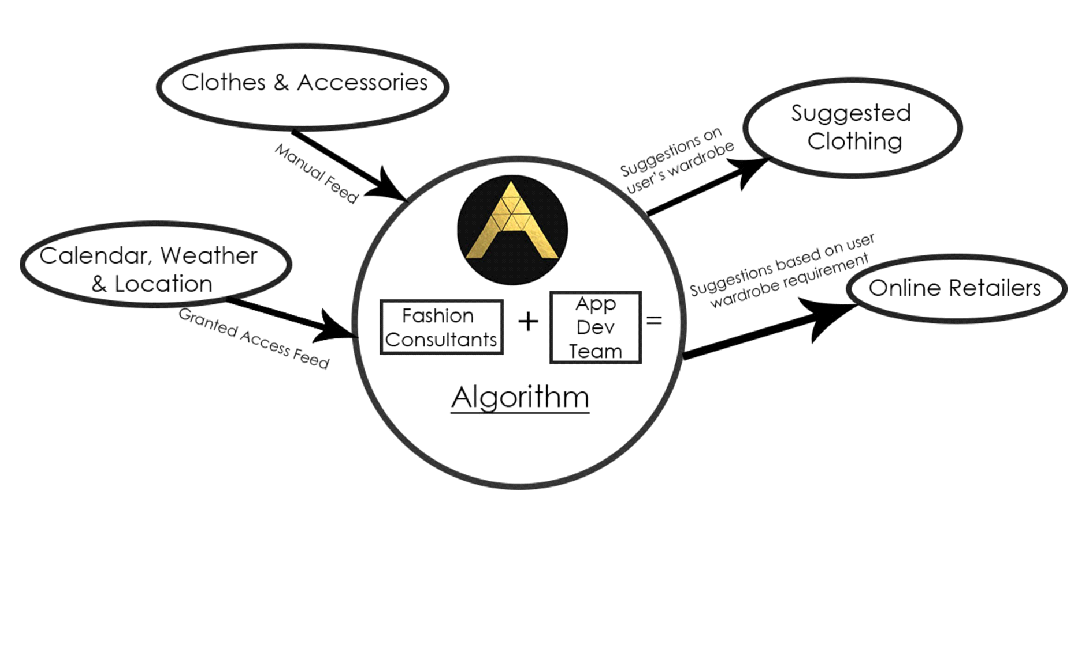 Clothes & Accessories
Manual Feed
Calendar, Weather
& Location
Granted Access Feed
Fashion
Consultants
+
App
Dev
Team
=
Algorithm
Suggestions on
user's wardrobe
Suggested
Clothing
Suggestions based on user
wardrobe requirement
Online Retailers